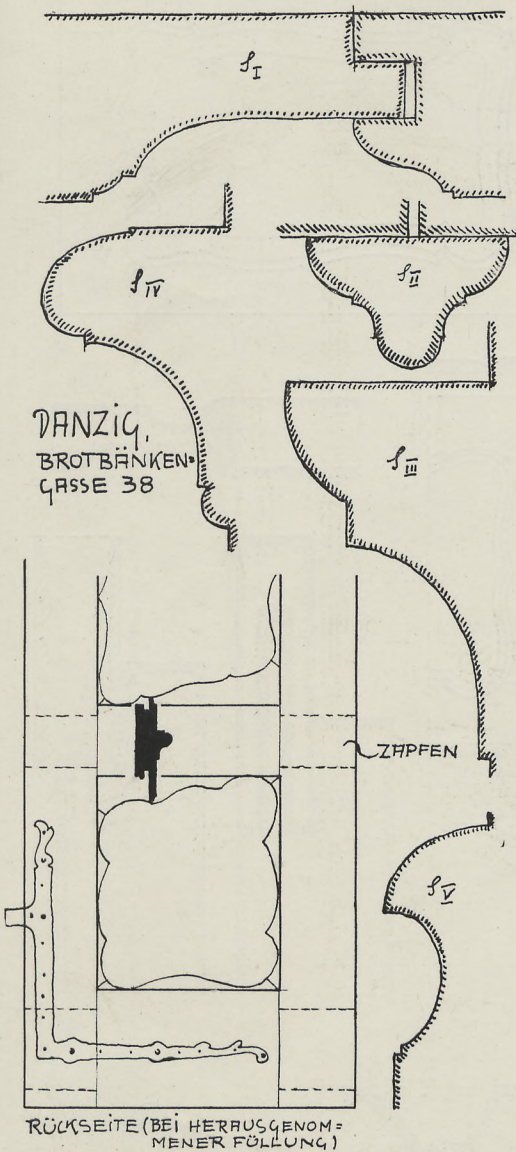 S I
S IV
S II
DANZIG,
BROTBÄNKEN=
GASSE 38
S III
ZAPFEN
S V
RÜCKSEITE (BEI HERAUSGENOM=
MENER FÜLLUNG)